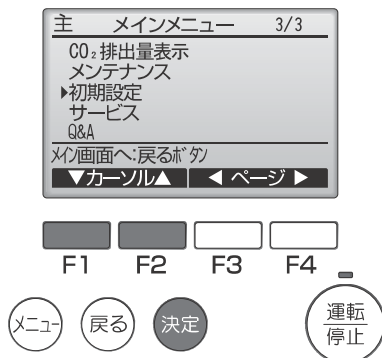 主 メインメニュー 3/3
CO₂排出量表示
メンテナンス
▶初期設定
サービス
Q&A
メイン画面へ:戻るボタン
▼カーソル▲ ◀ ページ ▶
F1 F2 F3 F4
メニュー 戻る 決定 運転
停止